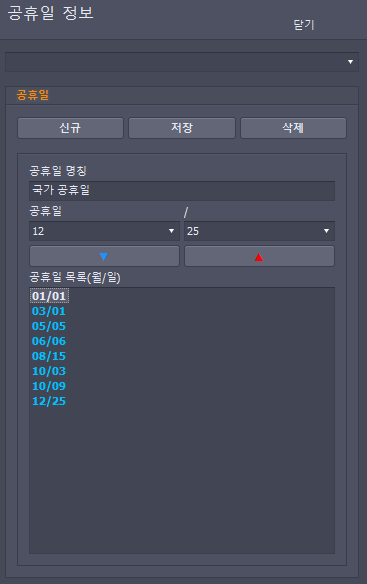 공휴일 정보
닫기
공휴일
신규 저장 삭제
공휴일 명칭
국가 공휴일
공휴일 /
12 25
공휴일 목록(월/일)
01/01
03/01
05/05
06/06
08/15
10/03
10/09
12/25